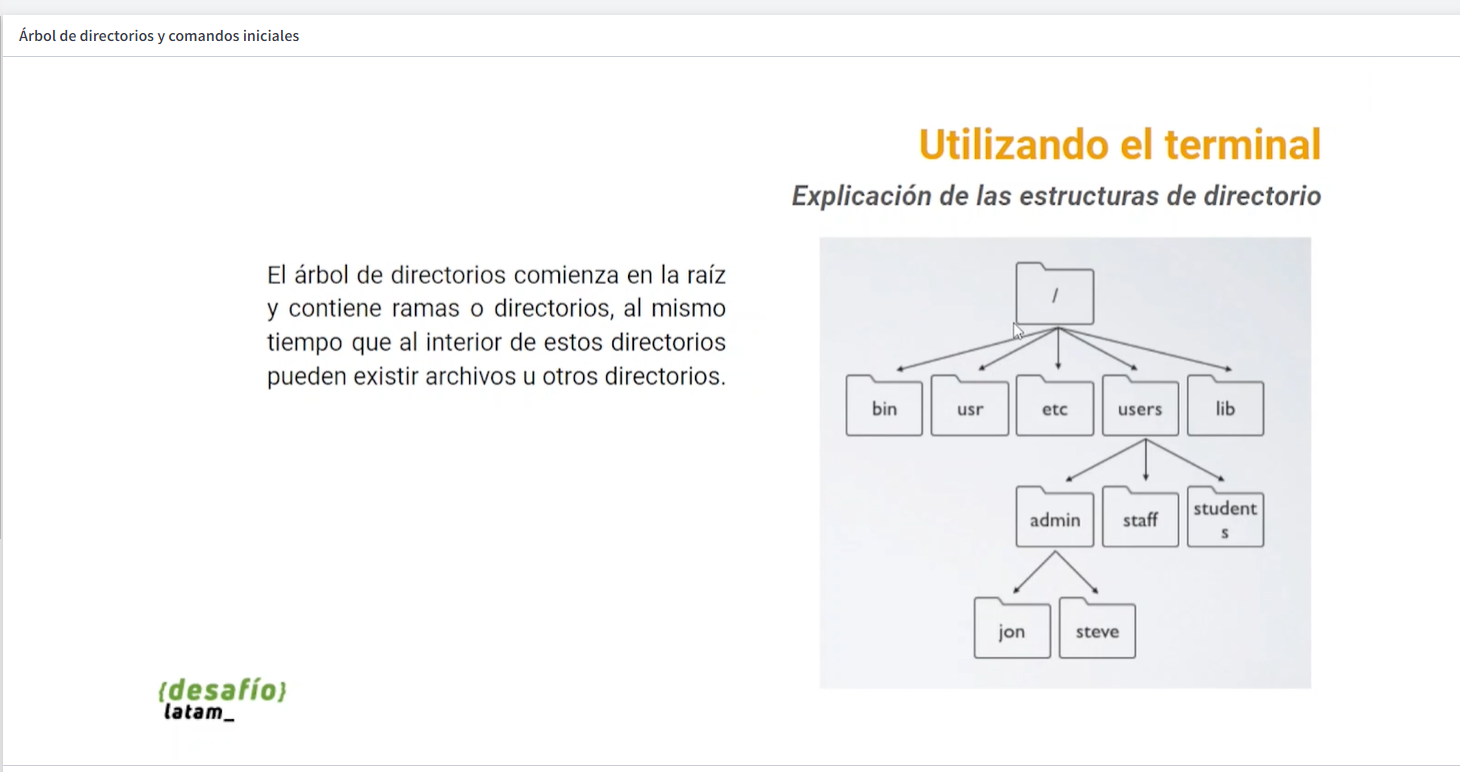 Árbol de directorios y comandos iniciales
Utilizando el terminal
Explicación de las estructuras de directorio
El árbol de directorios comienza en la raíz
y contiene ramas o directorios, al mismo
tiempo que al interior de estos directorios
pueden existir archivos u otros directorios.
/
bin
usr
etc
users
lib
admin
staff
student
s
jon
steve
{desafío}
latam_